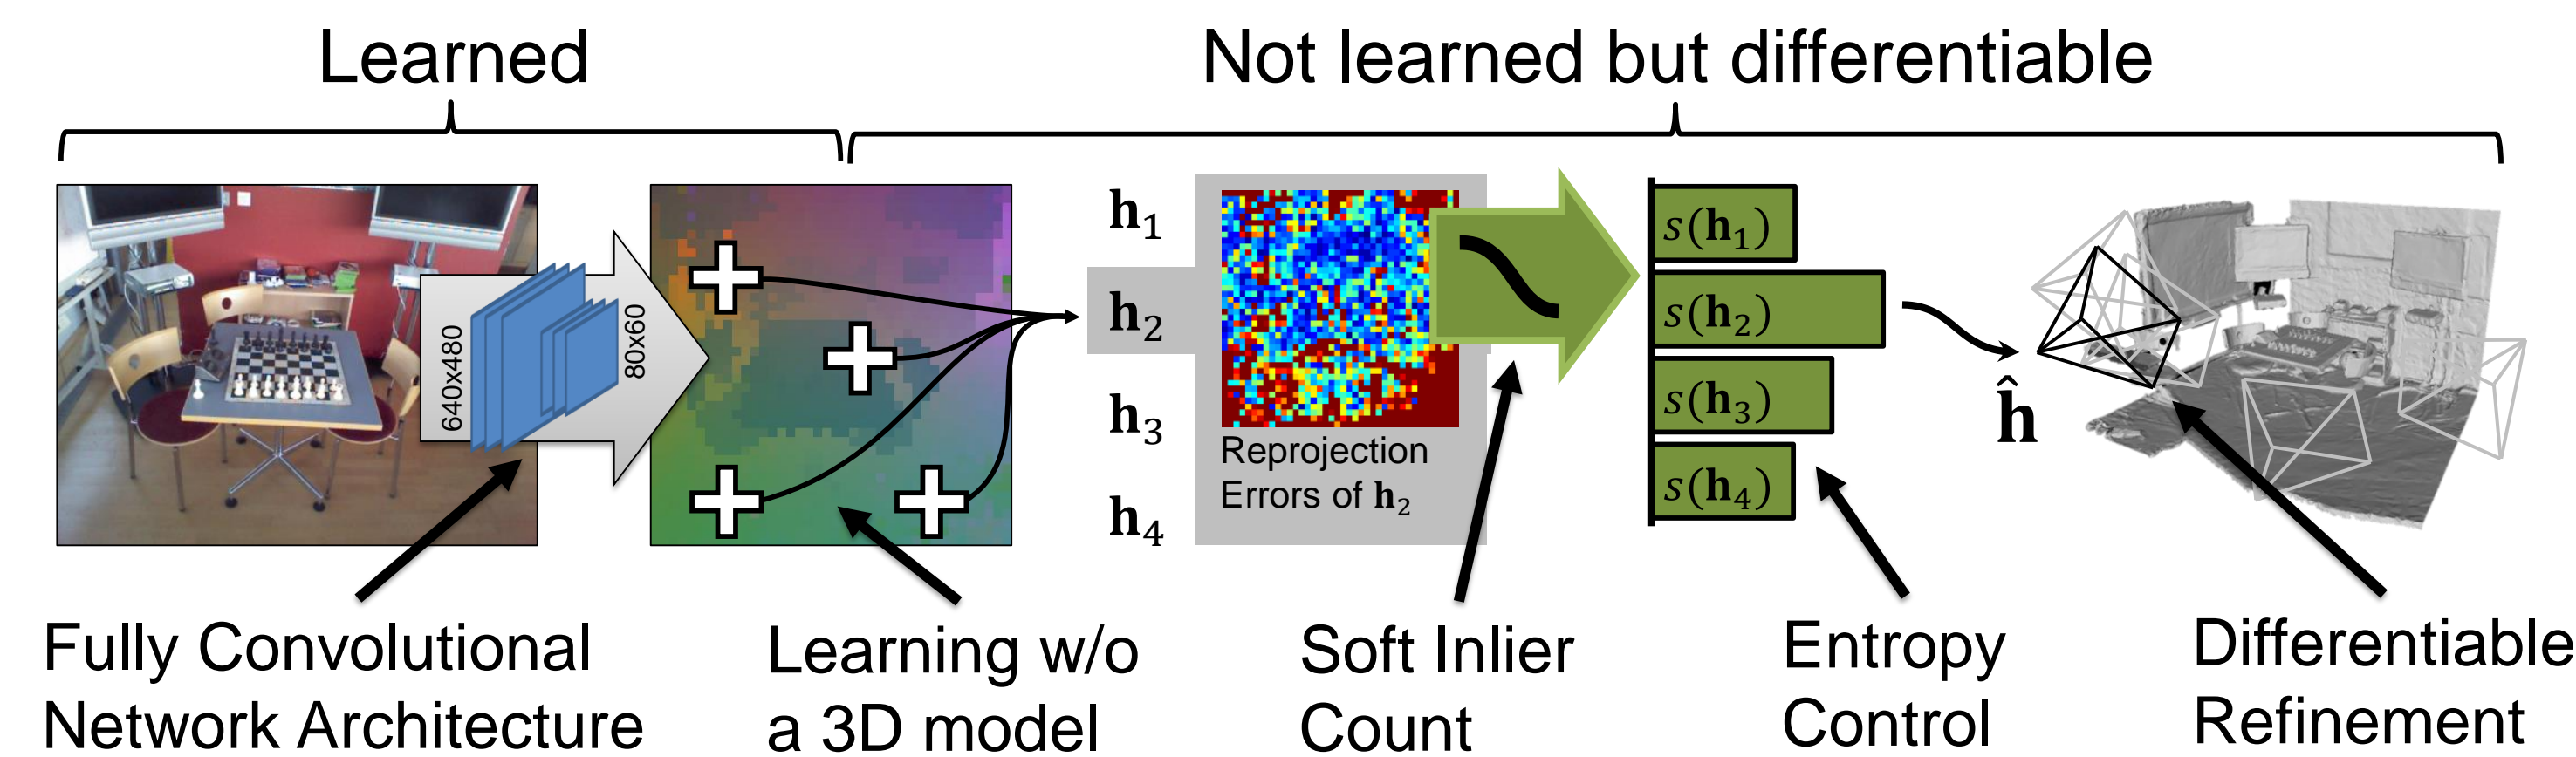 Learned
Not learned but differentiable
640x480
80x60
h₁
h₂
h₃
h₄
Reprojection
Errors of h₂
s(h₁)
s(h₂)
s(h₃)
s(h₄)
ĥ
Fully Convolutional
Network Architecture
Learning w/o
a 3D model
Soft Inlier
Count
Entropy
Control
Differentiable
Refinement